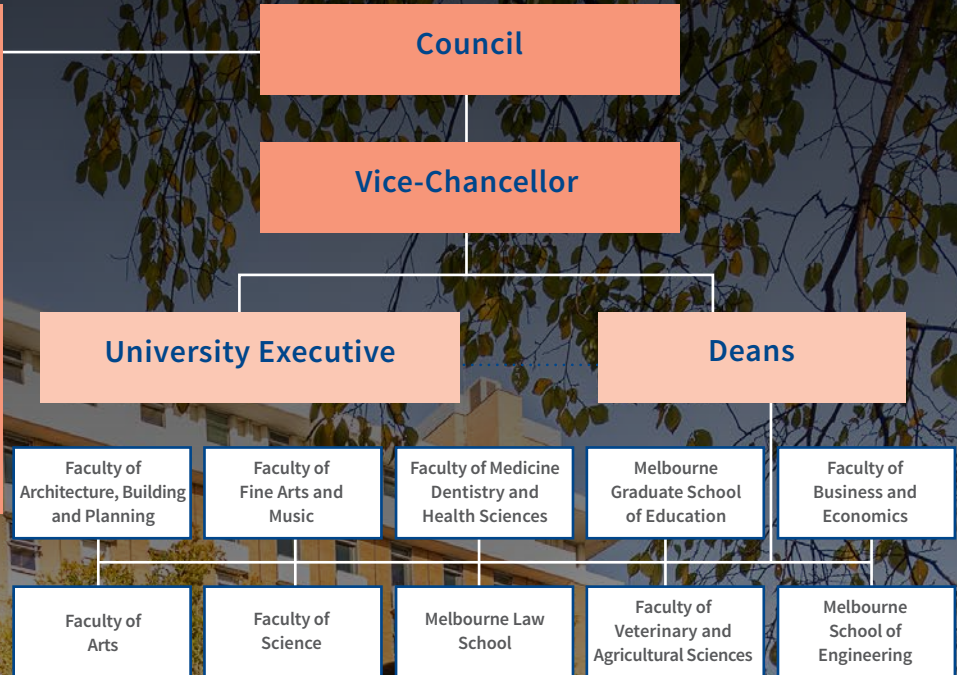 Council
Vice-Chancellor
University Executive
Deans
Faculty of
Architecture, Building
and Planning
Faculty of
Fine Arts and
Music
Faculty of Medicine
Dentistry and
Health Sciences
Melbourne
Graduate School
of Education
Faculty of
Business and
Economics
Faculty of
Arts
Faculty of
Science
Melbourne Law
School
Faculty of
Veterinary and
Agricultural Sciences
Melbourne
School of
Engineering